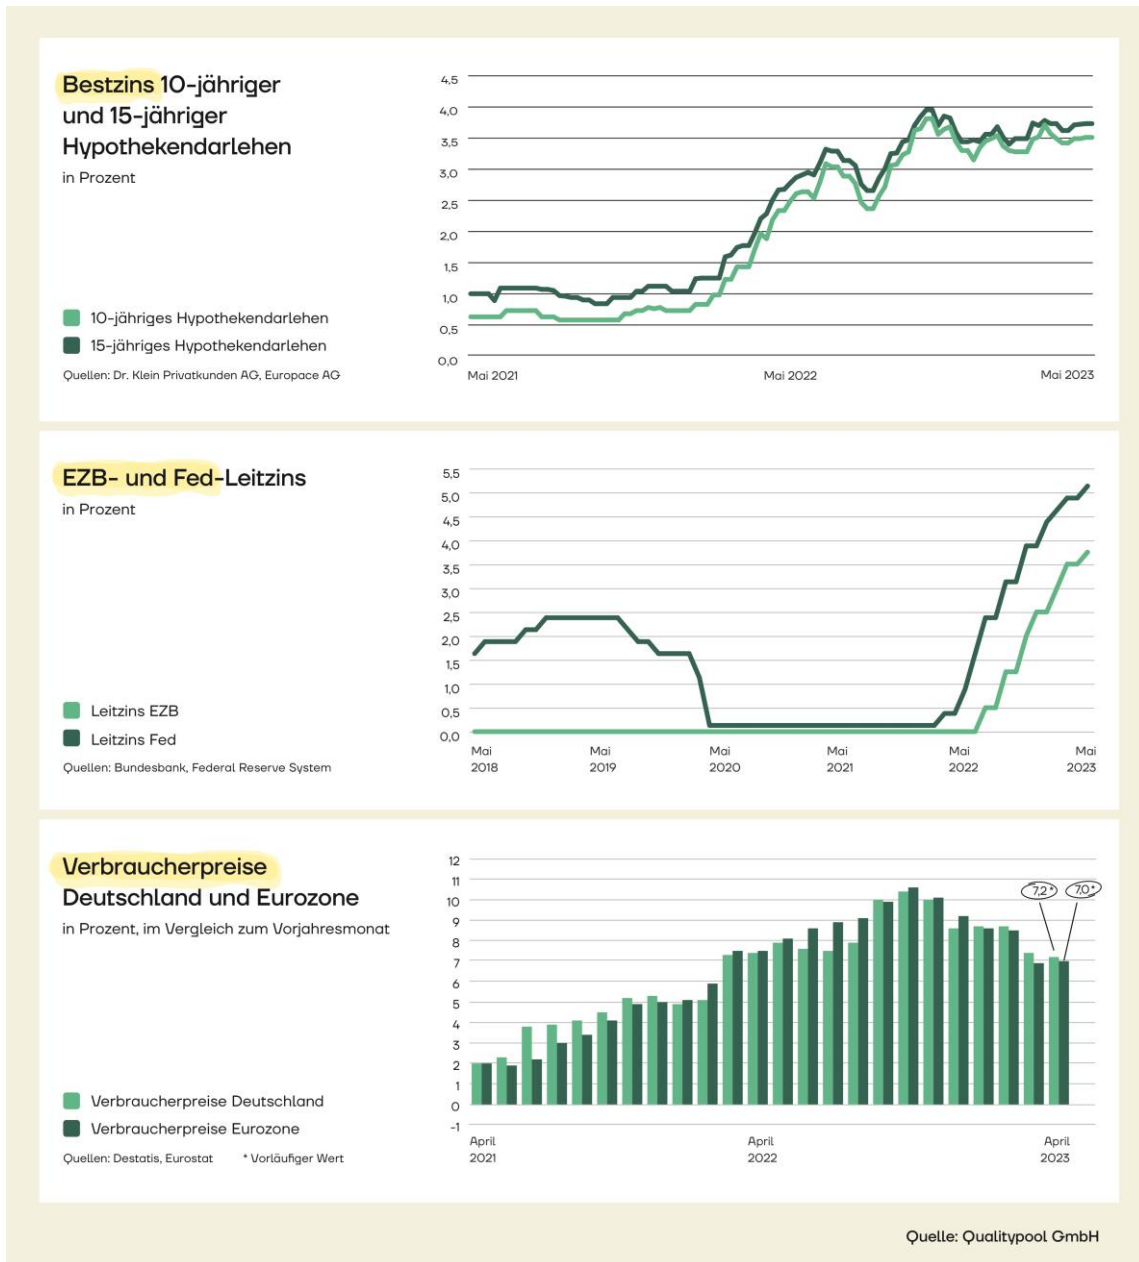 Bestzins 10-jähriger
und 15-jähriger
Hypothekendarlehen
in Prozent
10-jähriges Hypothekendarlehen
15-jähriges Hypothekendarlehen
Quellen: Dr. Klein Privatkunden AG, Europace AG
4,5
4,0
3,5
3,0
2,5
2,0
1,5
1,0
0,5
0,0
Mai 2021 Mai 2022 Mai 2023
EZB- und Fed-Leitzins
in Prozent
Leitzins EZB
Leitzins Fed
Quellen: Bundesbank, Federal Reserve System
5,5
5,0
4,5
4,0
3,5
3,0
2,5
2,0
1,5
1,0
0,5
0,0
Mai Mai Mai Mai Mai Mai
2018 2019 2020 2021 2022 2023
Verbraucherpreise
Deutschland und Eurozone
in Prozent, im Vergleich zum Vorjahresmonat
Verbraucherpreise Deutschland
Verbraucherpreise Eurozone
Quellen: Destatis, Eurostat * Vorläufiger Wert
12
11
10
9
8
7
6
5
4
3
2
1
0
-1
7,2* 7,0*
April April April
2021 2022 2023
Quelle: Qualitypool GmbH